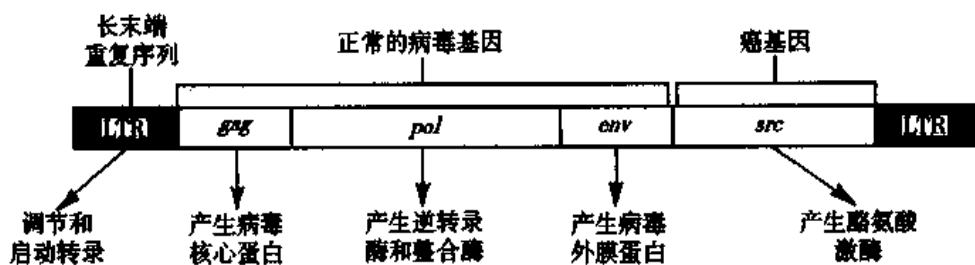 长末端
重复序列
正常的病毒基因
癌基因
LTR
gag
pol
env
src
LTR
调节和
启动转录
产生病毒
核心蛋白
产生逆转录
酶和整合酶
产生病毒
外膜蛋白
产生酪氨酸
激酶